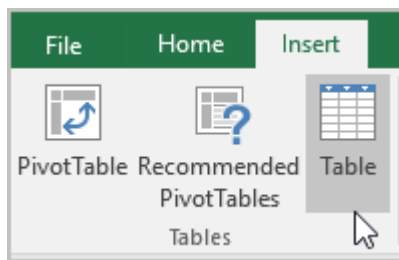 File Home Insert
PivotTable Recommended Table
PivotTables
Tables